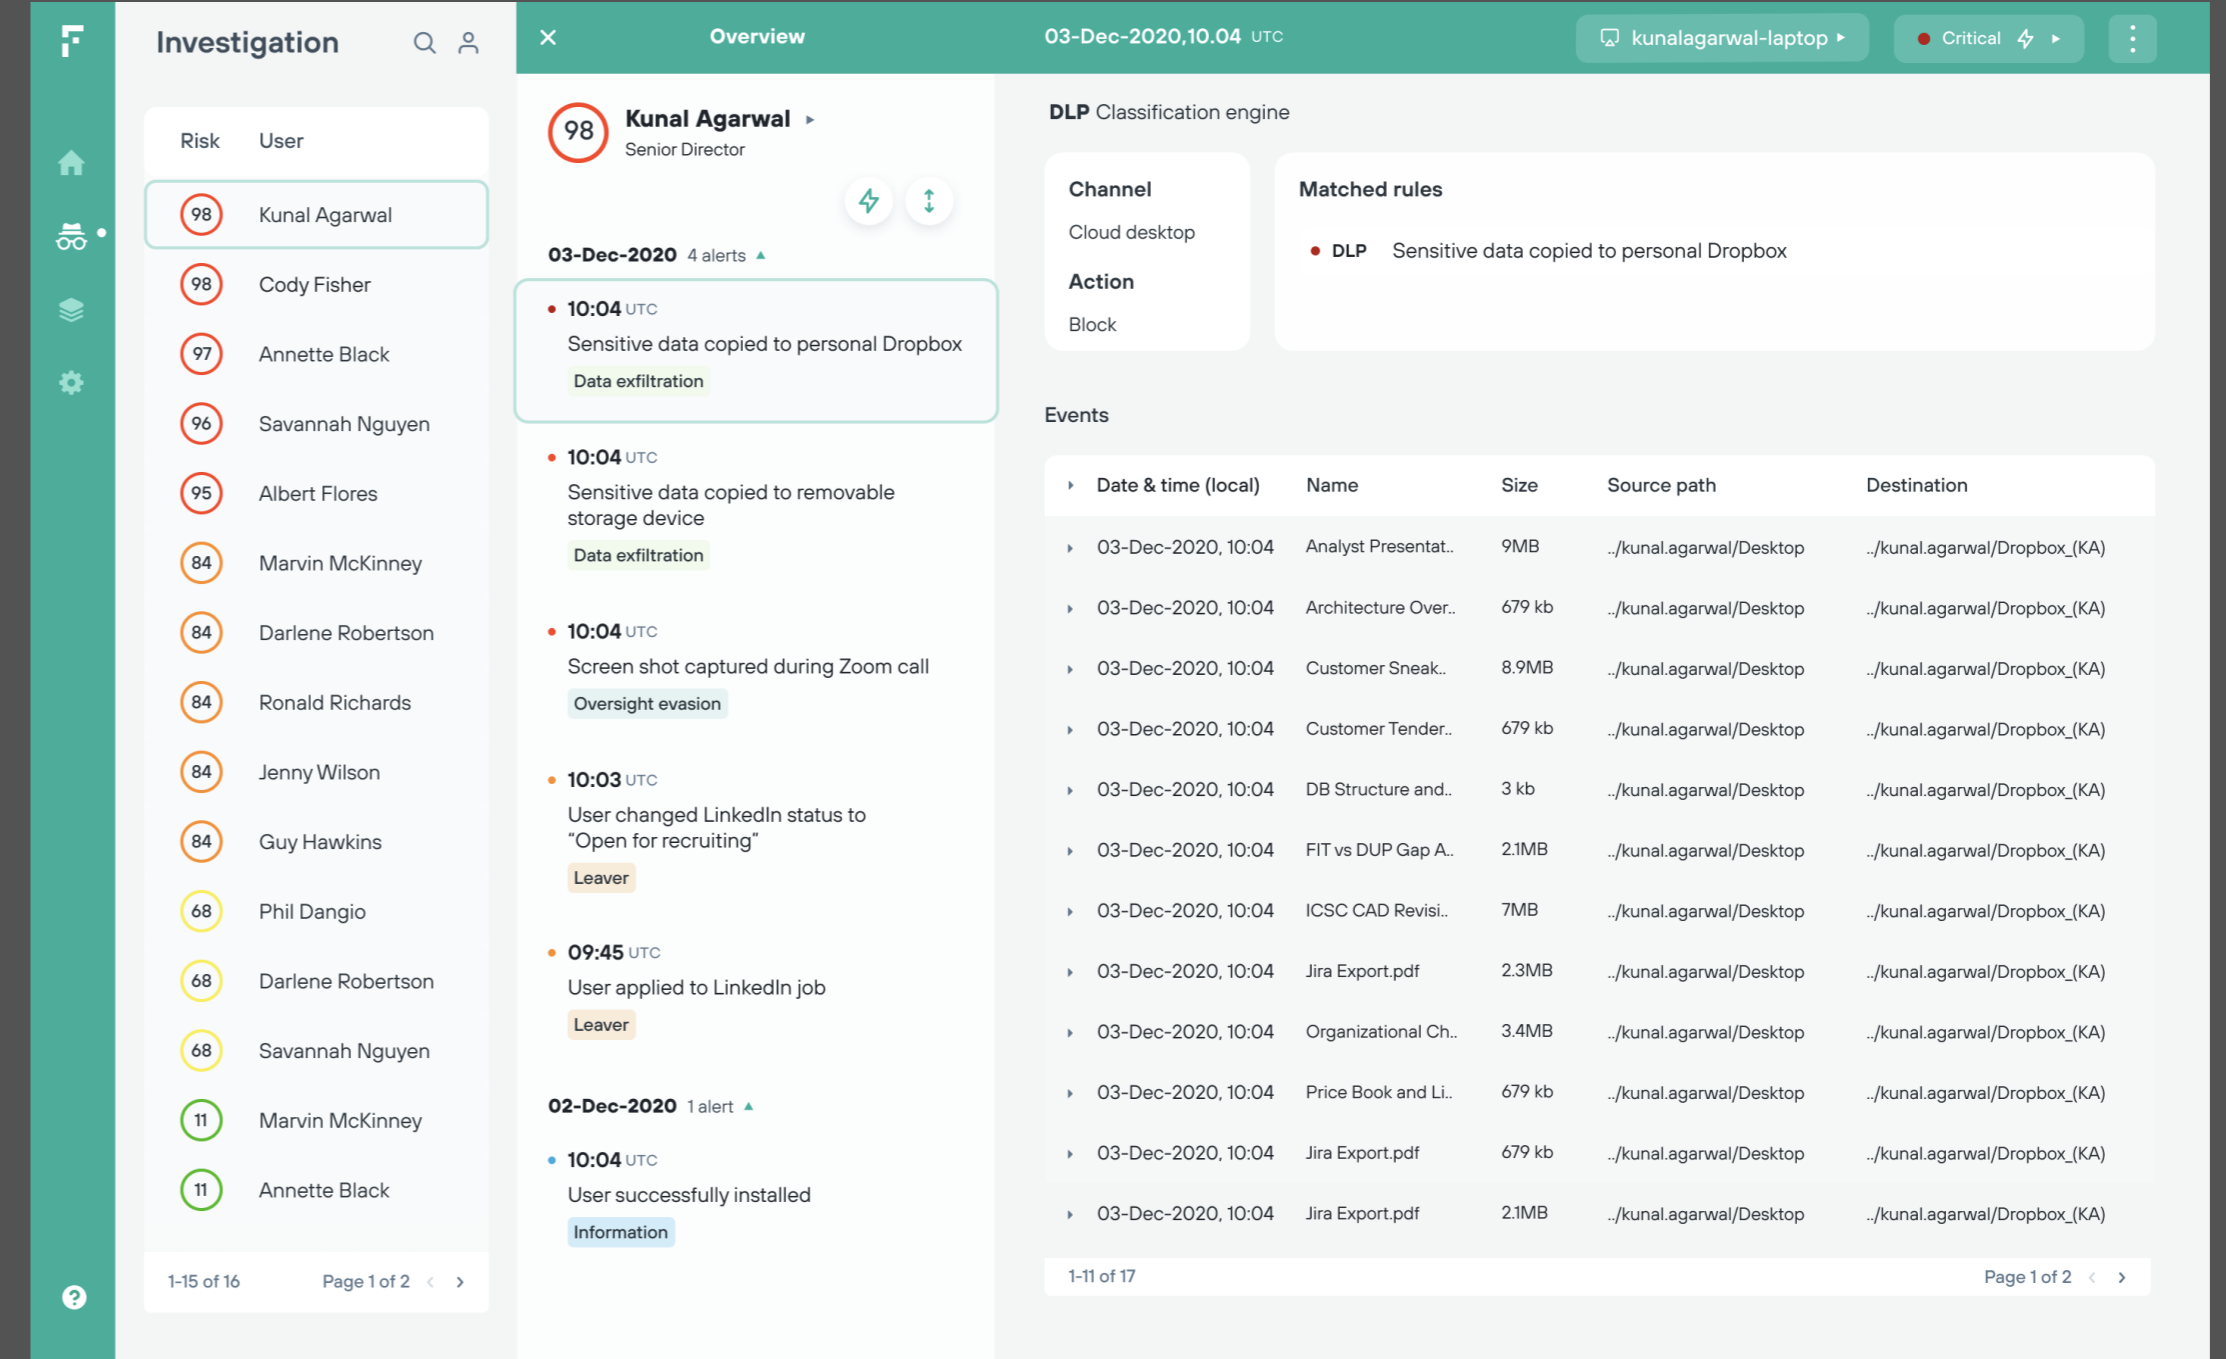 Investigation
Risk User
98 Kunal Agarwal
98 Cody Fisher
97 Annette Black
96 Savannah Nguyen
95 Albert Flores
84 Marvin McKinney
84 Darlene Robertson
84 Ronald Richards
84 Jenny Wilson
84 Guy Hawkins
68 Phil Dangio
68 Darlene Robertson
68 Savannah Nguyen
11 Marvin McKinney
11 Annette Black
1-15 of 16 Page 1 of 2
Overview
98
Kunal Agarwal
Senior Director
03-Dec-2020 4 alerts
10:04 UTC
Sensitive data copied to personal Dropbox
Data exfiltration
10:04 UTC
Sensitive data copied to removable
storage device
Data exfiltration
10:04 UTC
Screen shot captured during Zoom call
Oversight evasion
10:03 UTC
User changed LinkedIn status to
“Open for recruiting”
Leaver
09:45 UTC
User applied to LinkedIn job
Leaver
02-Dec-2020 1 alert
10:04 UTC
User successfully installed
Information
03-Dec-2020,10.04 UTC
kunalagarwal-laptop
Critical
DLP Classification engine
Channel
Cloud desktop
Action
Block
Matched rules
DLP Sensitive data copied to personal Dropbox
Events
Date & time (local) Name Size Source path Destination
03-Dec-2020, 10:04 Analyst Presentat.. 9MB ../kunal.agarwal/Desktop ../kunal.agarwal/Dropbox_(KA)
03-Dec-2020, 10:04 Architecture Over.. 679 kb ../kunal.agarwal/Desktop ../kunal.agarwal/Dropbox_(KA)
03-Dec-2020, 10:04 Customer Sneak.. 8.9MB ../kunal.agarwal/Desktop ../kunal.agarwal/Dropbox_(KA)
03-Dec-2020, 10:04 Customer Tender.. 679 kb ../kunal.agarwal/Desktop ../kunal.agarwal/Dropbox_(KA)
03-Dec-2020, 10:04 DB Structure and.. 3 kb ../kunal.agarwal/Desktop ../kunal.agarwal/Dropbox_(KA)
03-Dec-2020, 10:04 FIT vs DUP Gap A.. 2.1MB ../kunal.agarwal/Desktop ../kunal.agarwal/Dropbox_(KA)
03-Dec-2020, 10:04 ICSC CAD Revisi.. 7MB ../kunal.agarwal/Desktop ../kunal.agarwal/Dropbox_(KA)
03-Dec-2020, 10:04 Jira Export.pdf 2.3MB ../kunal.agarwal/Desktop ../kunal.agarwal/Dropbox_(KA)
03-Dec-2020, 10:04 Organizational Ch.. 3.4MB ../kunal.agarwal/Desktop ../kunal.agarwal/Dropbox_(KA)
03-Dec-2020, 10:04 Price Book and Li.. 679 kb ../kunal.agarwal/Desktop ../kunal.agarwal/Dropbox_(KA)
03-Dec-2020, 10:04 Jira Export.pdf 679 kb ../kunal.agarwal/Desktop ../kunal.agarwal/Dropbox_(KA)
03-Dec-2020, 10:04 Jira Export.pdf 2.1MB ../kunal.agarwal/Desktop ../kunal.agarwal/Dropbox_(KA)
1-11 of 17 Page 1 of 2